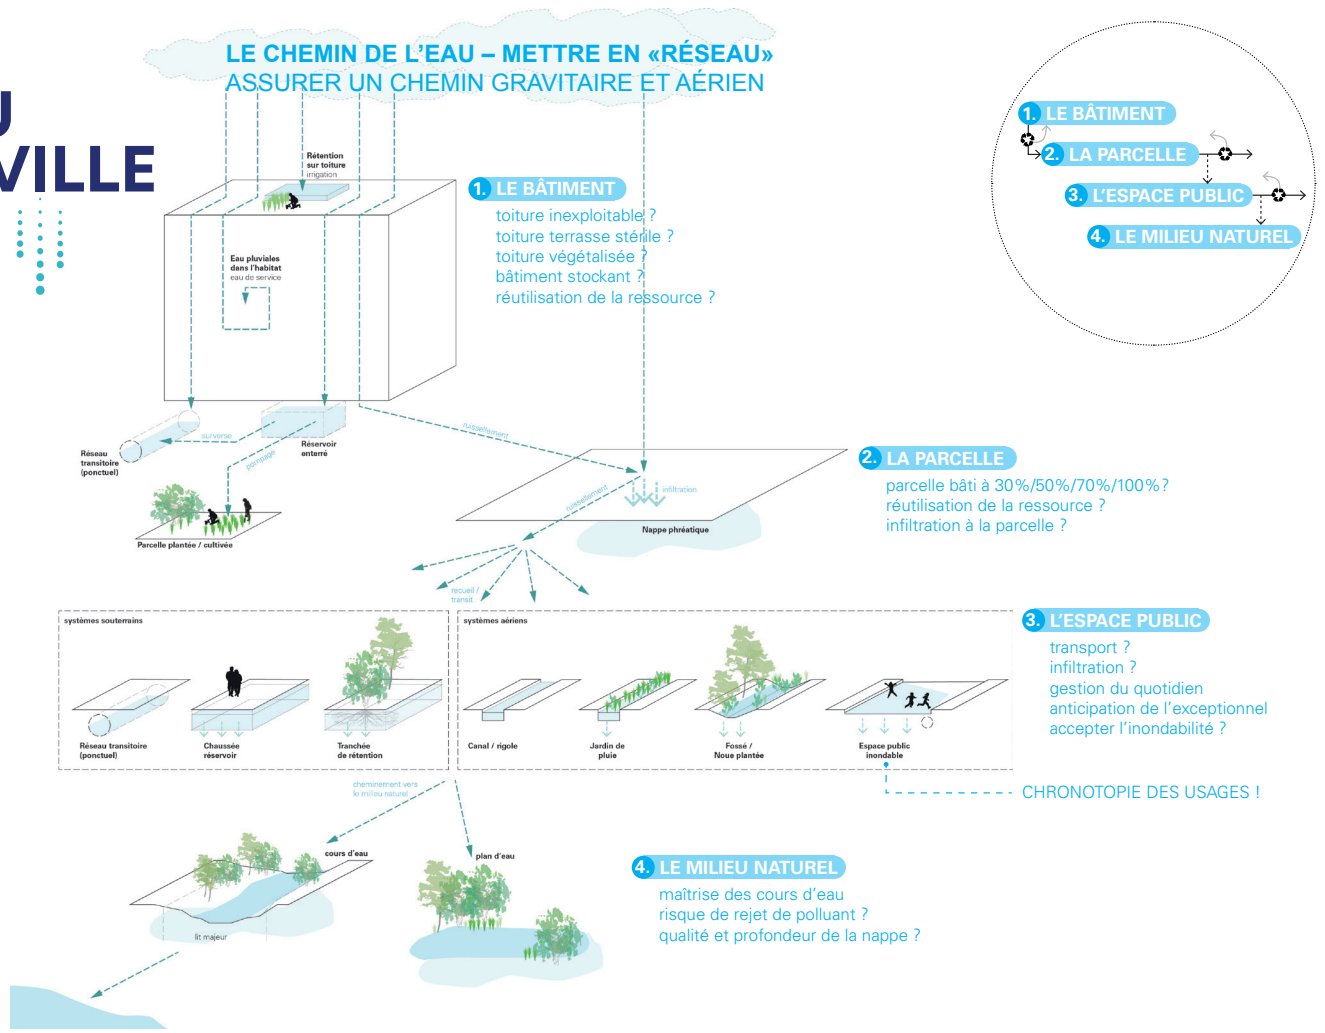 LE CHEMIN DE L'EAU – METTRE EN «RÉSEAU»
ASSURER UN CHEMIN GRAVITAIRE ET AÉRIEN
U
VILLE
1. LE BÂTIMENT
2. LA PARCELLE
3. L'ESPACE PUBLIC
4. LE MILIEU NATUREL
Rétention
sur toiture
irrigation
Eau pluviales
dans l'habitat
eau de service
1. LE BÂTIMENT
toiture inexploitable ?
toiture terrasse stérile ?
toiture végétalisée ?
bâtiment stockant ?
réutilisation de la ressource ?
surverse
pompage
ruissellement
Réseau
transitoire
(ponctuel)
Réservoir
enterré
Parcelle plantée / cultivée
ruissellement
infiltration
Nappe phréatique
2. LA PARCELLE
parcelle bâti à 30%/50%/70%/100%?
réutilisation de la ressource ?
infiltration à la parcelle ?
recueil /
transit
systèmes souterrains
Réseau transitoire
(ponctuel)
Chaussée
réservoir
Tranchée
de rétention
systèmes aériens
Canal / rigole
Jardin de
pluie
Fossé /
Noue plantée
Espace public
inondable
3. L'ESPACE PUBLIC
transport ?
infiltration ?
gestion du quotidien
anticipation de l'exceptionnel
accepter l'inondabilité ?
CHRONOTOPIE DES USAGES !
cheminement vers
le milieu naturel
cours d'eau
lit majeur
plan d'eau
4. LE MILIEU NATUREL
maîtrise des cours d'eau
risque de rejet de polluant ?
qualité et profondeur de la nappe ?